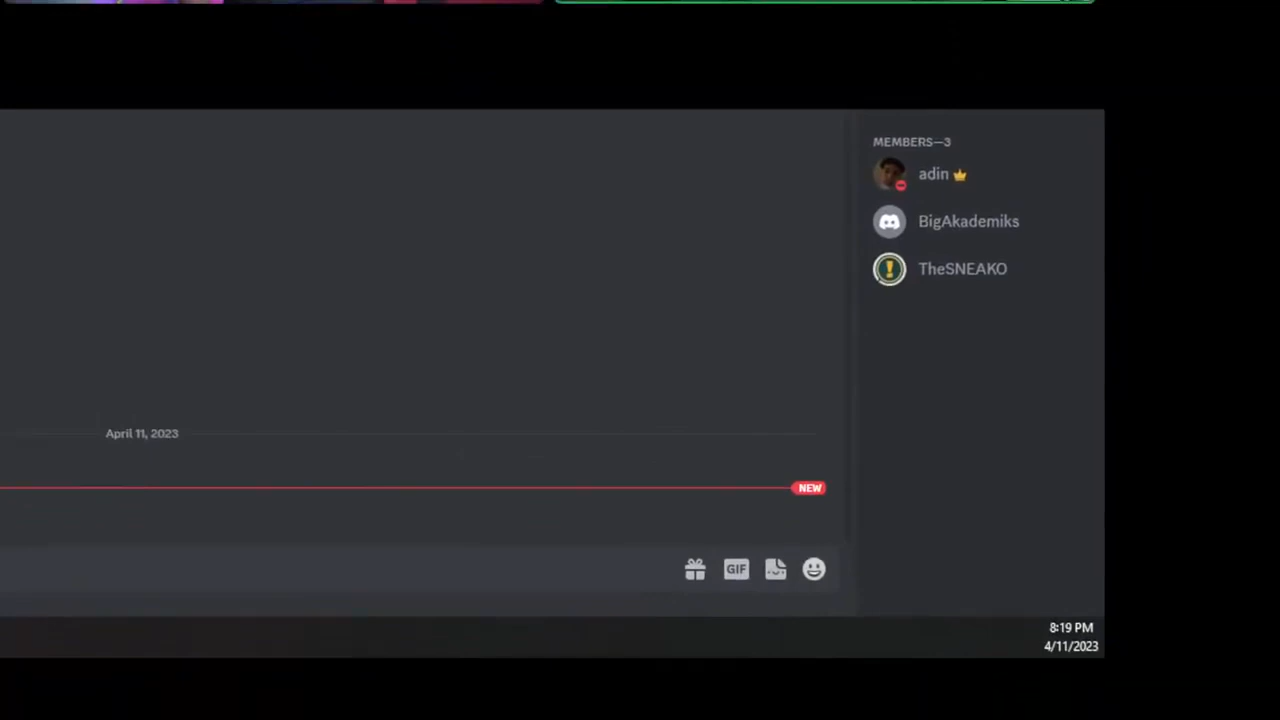 MEMBERS—3
adin
BigAkademiks
TheSNEAKO
April 11, 2023
NEW
GIF
8:19 PM
4/11/2023